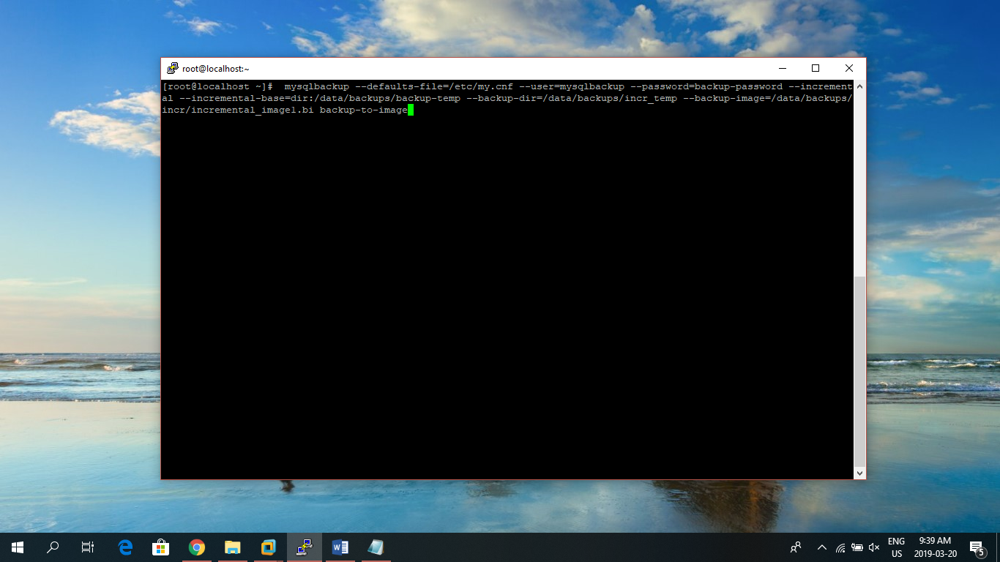 root@localhost:~
[root@localhost ~]#  mysqlbackup --defaults-file=/etc/my.cnf --user=mysqlbackup --password=backup-password --increment
al --incremental-base=dir:/data/backups/backup-temp --backup-dir=/data/backups/incr_temp --backup-image=/data/backups/
incr/incremental_image1.bi backup-to-image
ENG
US
9:39 AM
2019-03-20
5